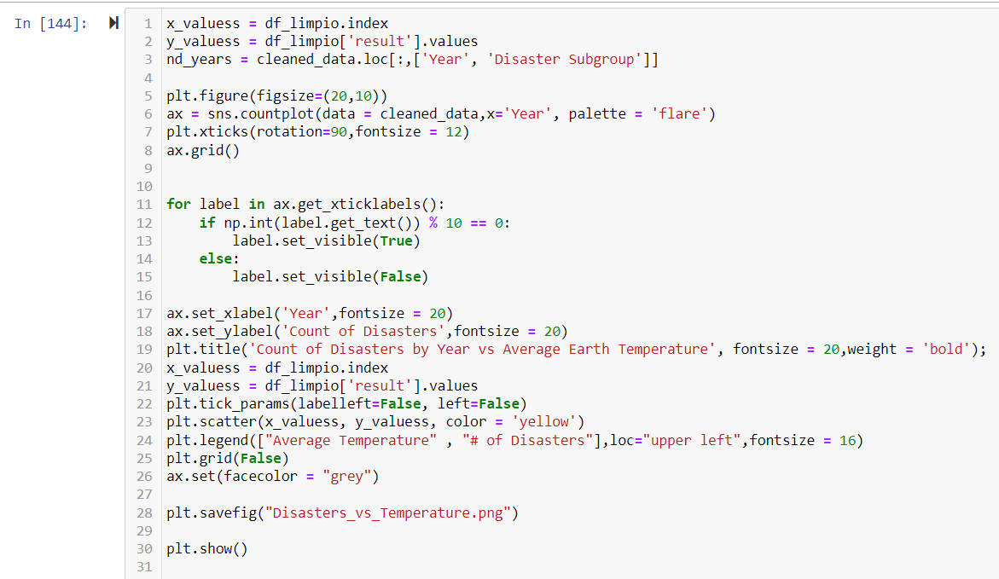 In [144]:
1 x_valuess = df_limpio.index
2 y_valuess = df_limpio['result'].values
3 nd_years = cleaned_data.loc[:,['Year', 'Disaster Subgroup']]
4
5 plt.figure(figsize=(20,10))
6 ax = sns.countplot(data = cleaned_data,x='Year', palette = 'flare')
7 plt.xticks(rotation=90,fontsize = 12)
8 ax.grid()
9
10
11 for label in ax.get_xticklabels():
12     if np.int(label.get_text()) % 10 == 0:
13         label.set_visible(True)
14     else:
15         label.set_visible(False)
16
17 ax.set_xlabel('Year',fontsize = 20)
18 ax.set_ylabel('Count of Disasters',fontsize = 20)
19 plt.title('Count of Disasters by Year vs Average Earth Temperature', fontsize = 20,weight = 'bold');
20 x_valuess = df_limpio.index
21 y_valuess = df_limpio['result'].values
22 plt.tick_params(labelleft=False, left=False)
23 plt.scatter(x_valuess, y_valuess, color = 'yellow')
24 plt.legend(["Average Temperature" , "# of Disasters"],loc="upper left",fontsize = 16)
25 plt.grid(False)
26 ax.set(facecolor = "grey")
27
28 plt.savefig("Disasters_vs_Temperature.png")
29
30 plt.show()
31